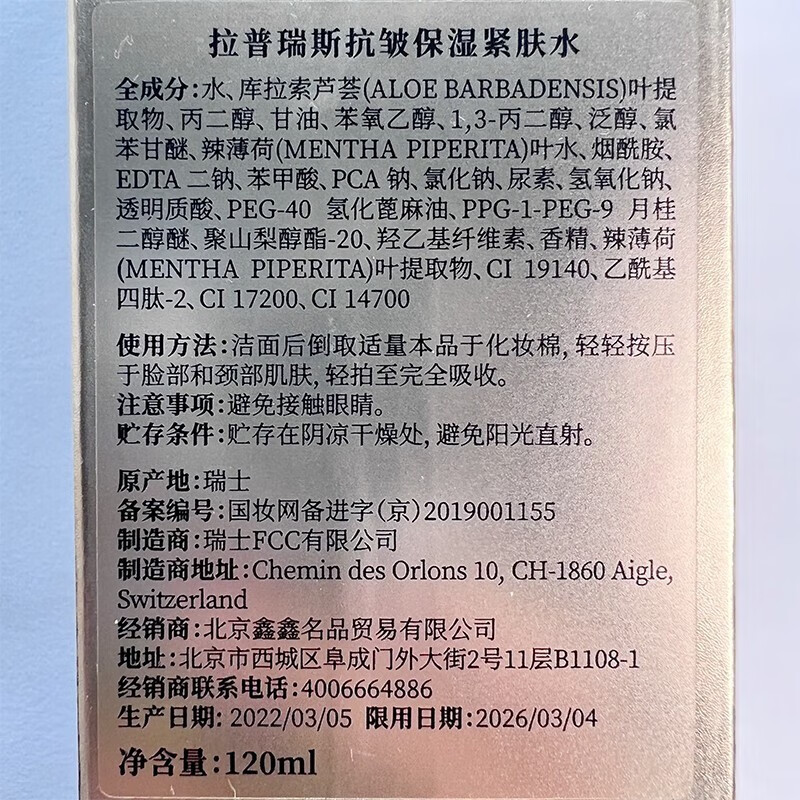 拉普瑞斯抗皱保湿紧肤水
全成分:水、库拉索芦荟(ALOE BARBADENSIS)叶提
取物、丙二醇、甘油、苯氧乙醇、1,3-丙二醇、泛醇、氯
苯甘醚、辣薄荷(MENTHA PIPERITA)叶水、烟酰胺、
EDTA 二钠、苯甲酸、PCA 钠、氯化钠、尿素、氢氧化钠、
透明质酸、PEG-40 氢化蓖麻油、PPG-1-PEG-9 月桂
二醇醚、聚山梨醇酯-20、羟乙基纤维素、香精、辣薄荷
(MENTHA PIPERITA)叶提取物、CI 19140、乙酰基
四肽-2、CI 17200、CI 14700
使用方法:洁面后倒取适量本品于化妆棉, 轻轻按压
于脸部和颈部肌肤, 轻拍至完全吸收。
注意事项:避免接触眼睛。
贮存条件:贮存在阴凉干燥处, 避免阳光直射。
原产地:瑞士
备案编号:国妆网备进字(京)2019001155
制造商:瑞士FCC有限公司
制造商地址:Chemin des Orlons 10, CH-1860 Aigle,
Switzerland
经销商:北京鑫鑫名品贸易有限公司
地址:北京市西城区阜成门外大街2号11层B1108-1
经销商联系电话:4006664886
生产日期: 2022/03/05 限用日期:2026/03/04
净含量:120ml